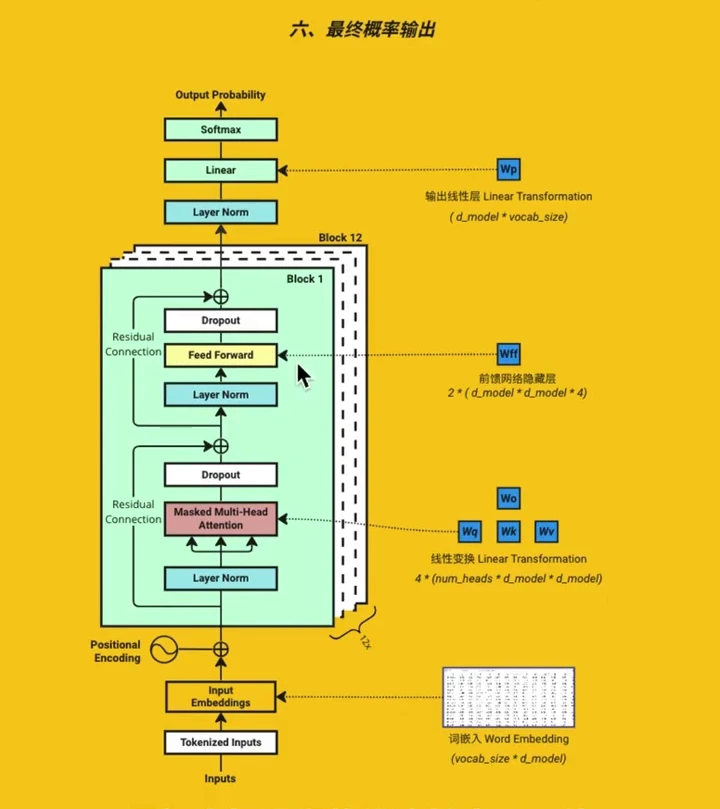 六、最终概率输出
Output Probability
Softmax
Linear
Wp
输出线性层 Linear Transformation
( d_model * vocab_size)
Layer Norm
Block 12
Block 1
Dropout
Residual
Connection
Feed Forward
Wff
前馈网络隐藏层
2 * ( d_model * d_model * 4)
Layer Norm
Dropout
Residual
Connection
Masked Multi-Head
Attention
Wo
Wq
Wk
Wv
线性变换 Linear Transformation
4 * (num_heads * d_model * d_model)
Layer Norm
12x
Positional
Encoding
Input
Embeddings
词嵌入 Word Embedding
(vocab_size * d_model)
Tokenized Inputs
Inputs